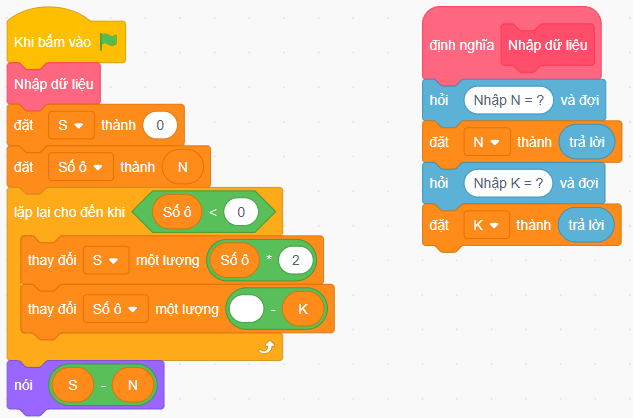 Khi bấm vào
Nhập dữ liệu
đặt S thành 0
đặt Số ô thành N
lặp lại cho đến khi Số ô < 0
thay đổi S một lượng Số ô * 2
thay đổi Số ô một lượng - K
nói S - N
định nghĩa Nhập dữ liệu
hỏi Nhập N = ? và đợi
đặt N thành trả lời
hỏi Nhập K = ? và đợi
đặt K thành trả lời